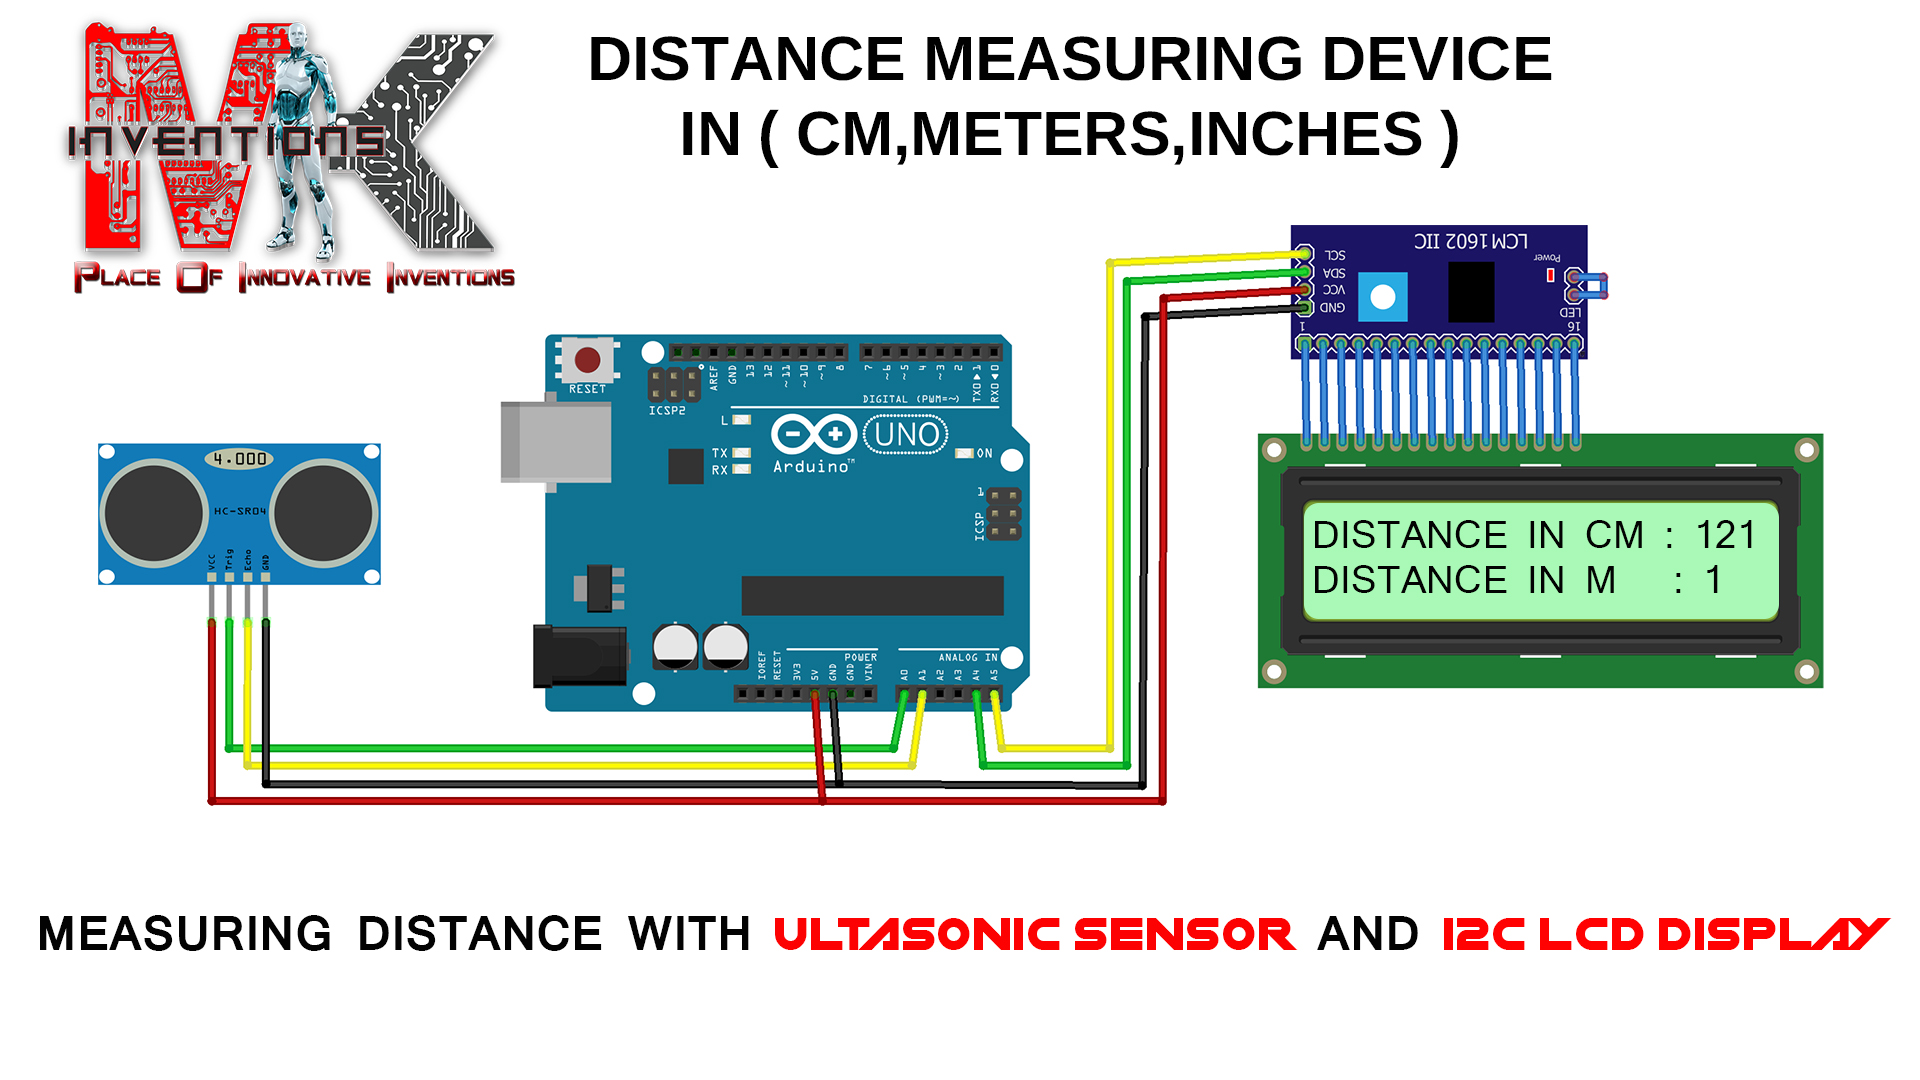 MK
INVENTIONS
PLACE OF INNOVATIVE INVENTIONS
DISTANCE MEASURING DEVICE
IN ( CM,METERS,INCHES )
LCM1602 IIC
SCL
SDA
VCC
GND
Power
LED
1
16
RESET
ICSP2
AREF
GND
13
12
~11
~10
~9
8
7
~6
~5
4
~3
2
TX0▶1
RX0◀0
DIGITAL (PWM=~)
L
TX
RX
UNO
Arduino™
ON
1
ICSP
4.000
HC-SR04
VCC
Trig
Echo
GND
DISTANCE IN CM : 121
DISTANCE IN M : 1
POWER
ANALOG IN
IOREF
RESET
3V3
5V
GND
GND
VIN
A0
A1
A2
A3
A4
A5
MEASURING DISTANCE WITH ULTASONIC SENSOR AND I2C LCD DISPLAY